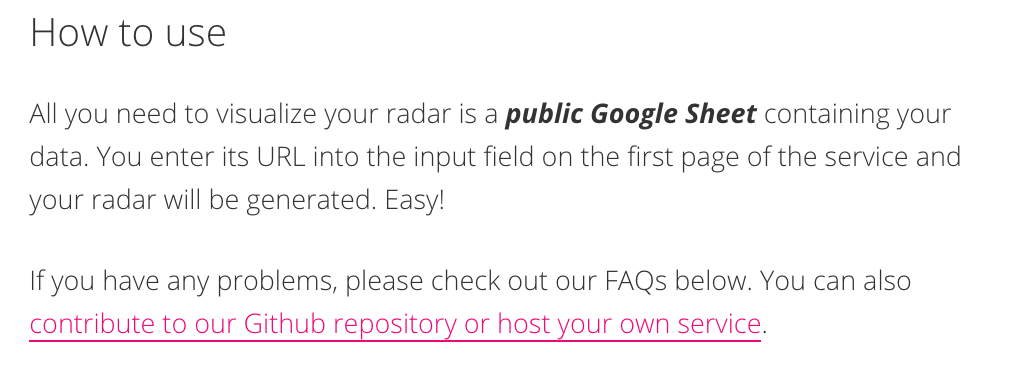 How to use
All you need to visualize your radar is a public Google Sheet containing your
data. You enter its URL into the input field on the first page of the service and
your radar will be generated. Easy!
If you have any problems, please check out our FAQs below. You can also
contribute to our Github repository or host your own service.